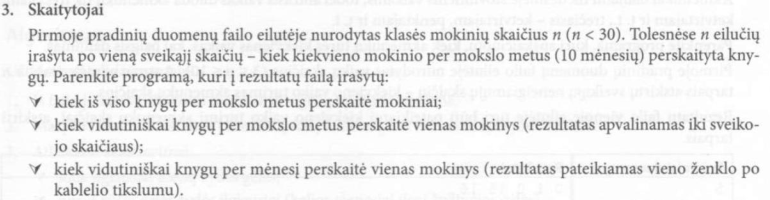 3. Skaitytojai
Pirmoje pradinių duomenų failo eilutėje nurodytas klasės mokinių skaičius n (n < 30). Tolesnėse n eilučių
įrašyta po vieną sveikąjį skaičių – kiek kiekvieno mokinio per mokslo metus (10 mėnesių) perskaityta kny-
gų. Parenkite programą, kuri į rezultatų failą įrašytų:
kiek iš viso knygų per mokslo metus perskaitė mokiniai;
kiek vidutiniškai knygų per mokslo metus perskaitė vienas mokinys (rezultatas apvalinamas iki sveiko-
jo skaičiaus);
kiek vidutiniškai knygų per mėnesį perskaitė vienas mokinys (rezultatas pateikiamas vieno ženklo po
kablelio tikslumu).